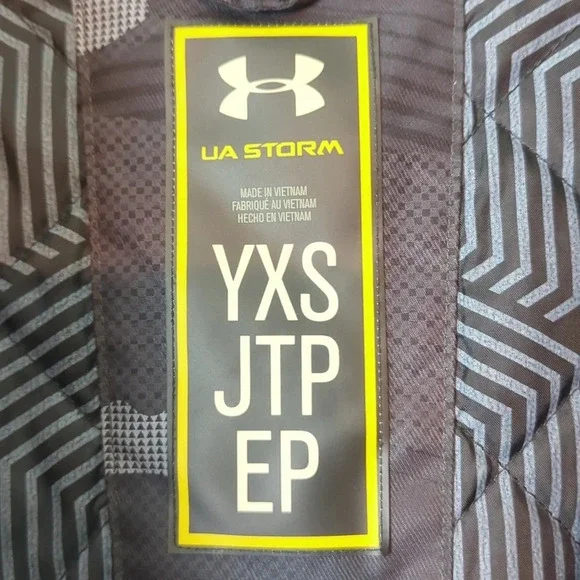 UA STORM
MADE IN VIETNAM
FABRIQUÉ AU VIETNAM
HECHO EN VIETNAM
YXS
JTP
EP